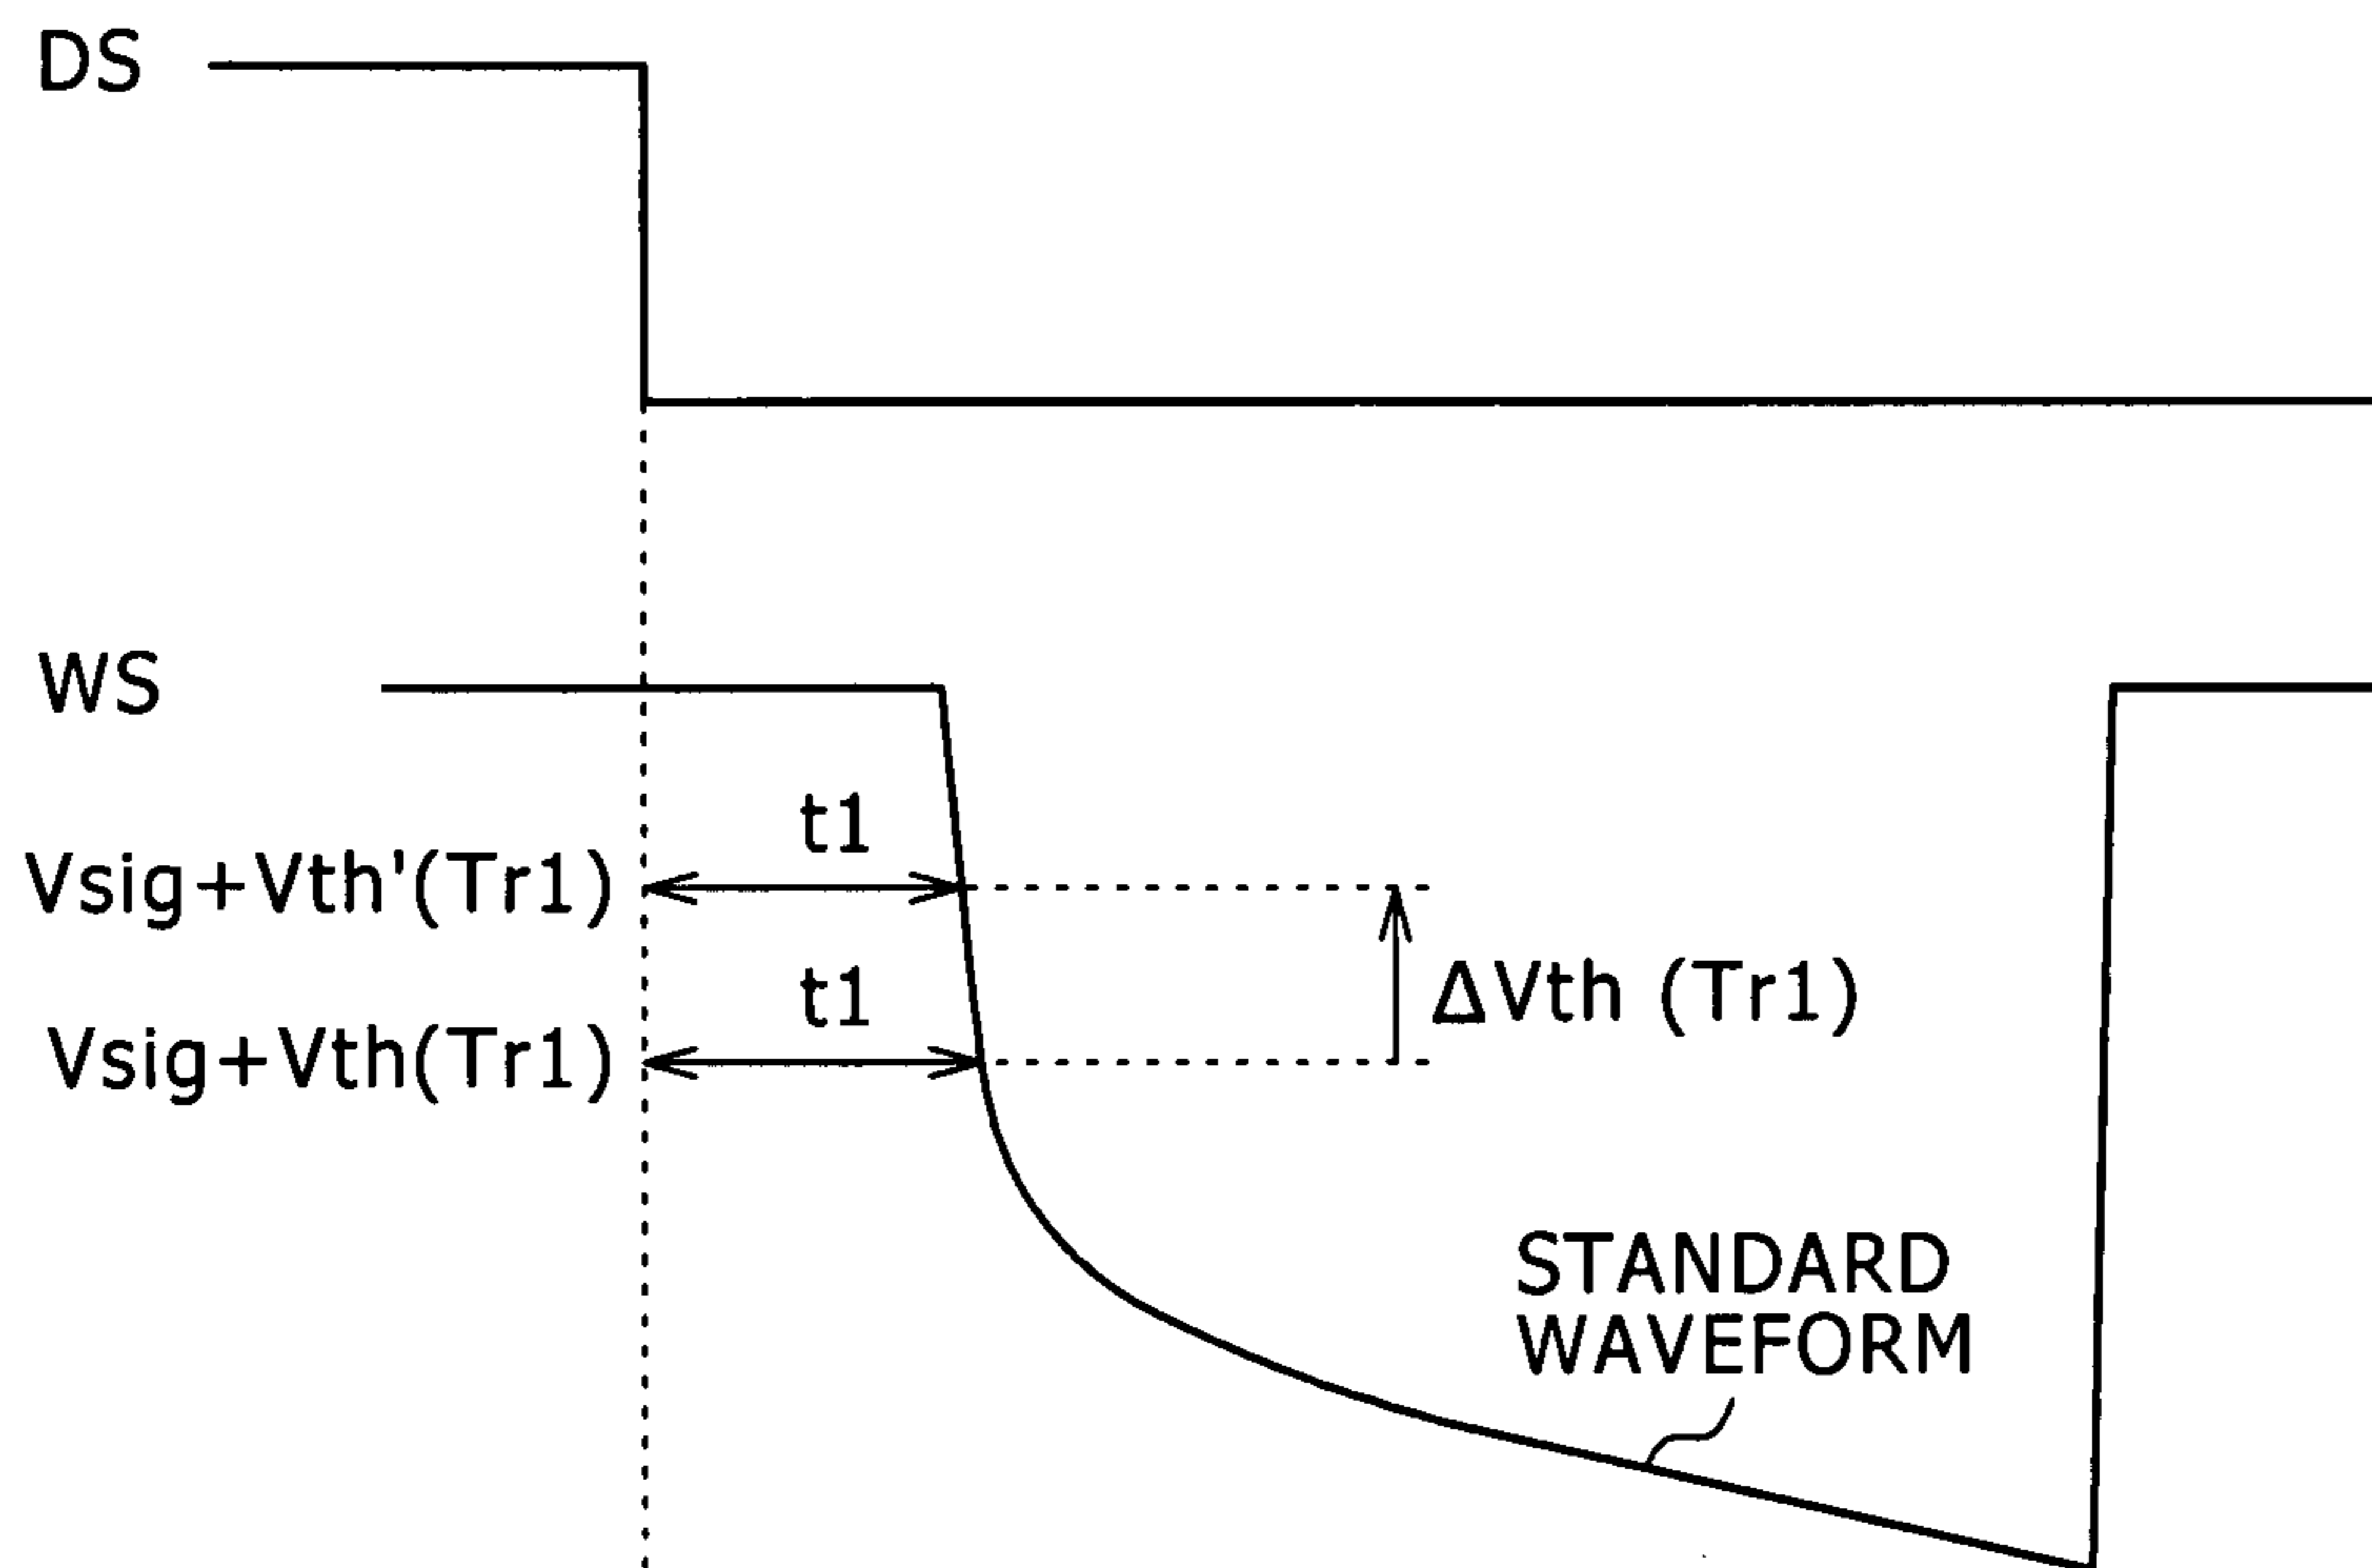 DS
WS
t1
Vsig+Vth'(Tr1)
t1
ΔVth (Tr1)
Vsig+Vth(Tr1)
STANDARD
WAVEFORM